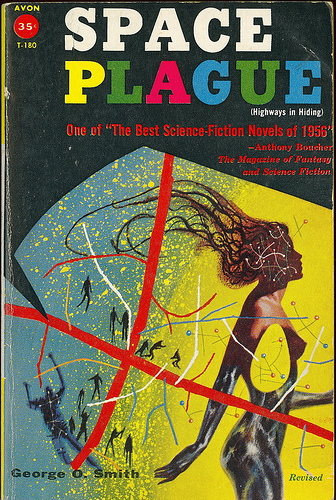 AVON
35¢
T-180
SPACE
PLAGUE
(Highways in Hiding)
One of "The Best Science-Fiction Novels of 1956"
—Anthony Boucher
The Magazine of Fantasy
and Science Fiction
George O. Smith
Revised